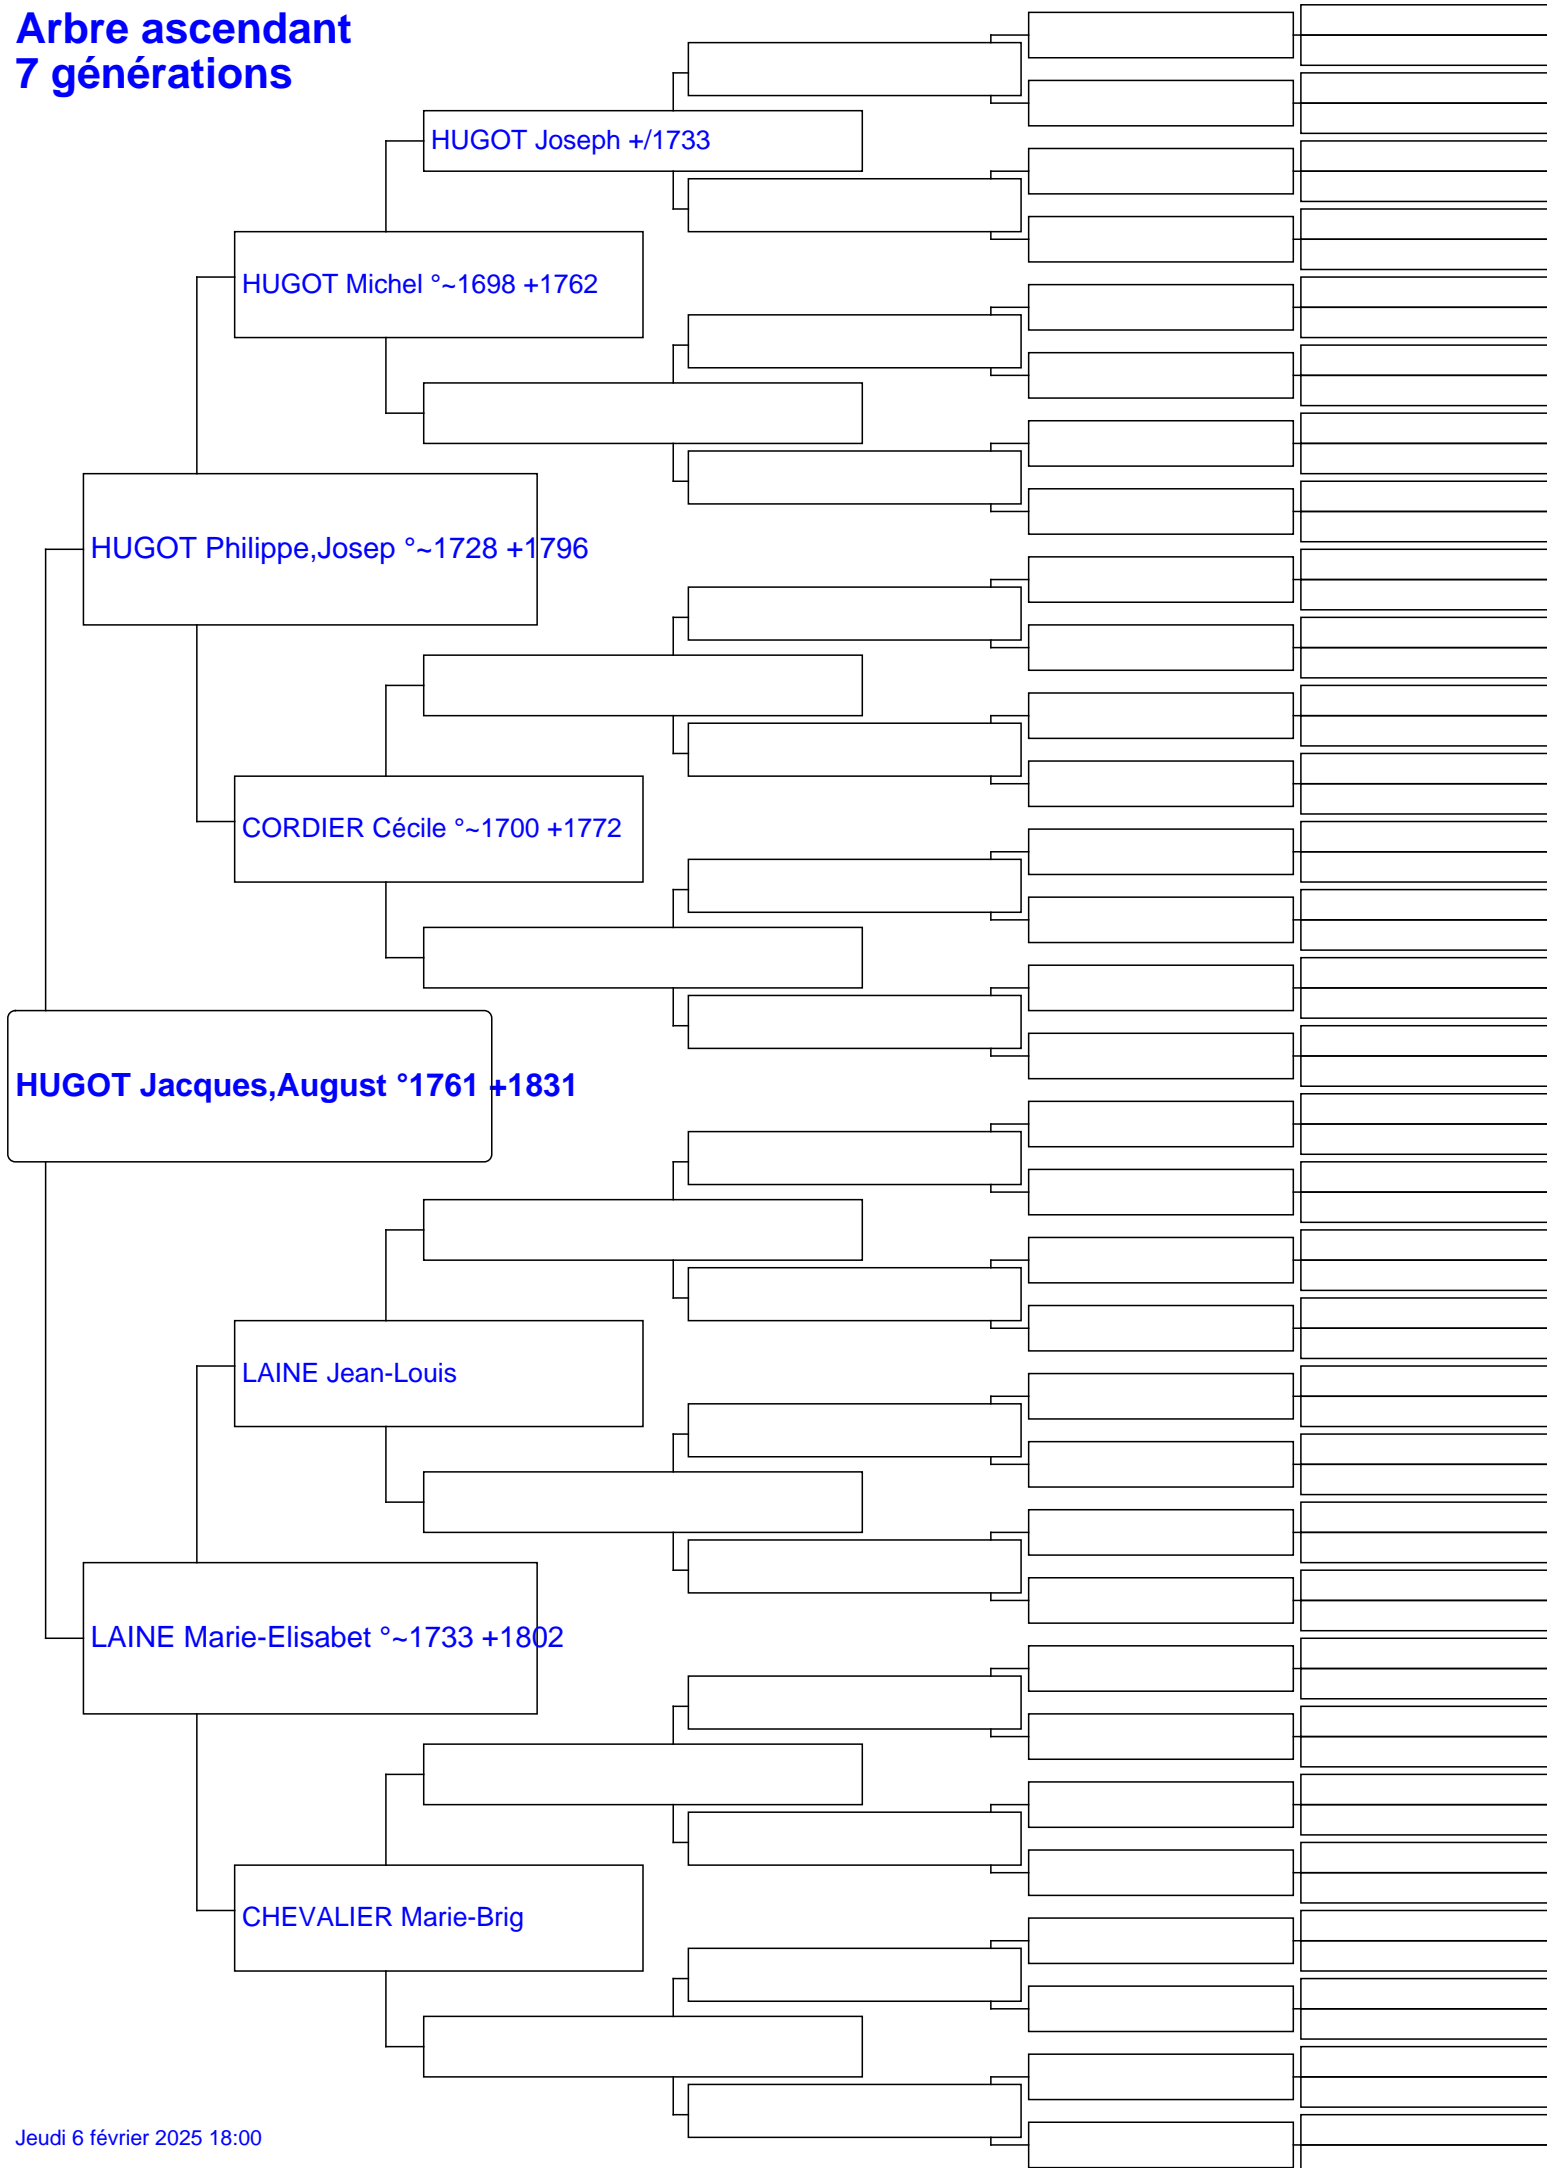 Arbre ascendant
7 générations
HUGOT Joseph +/1733
HUGOT Michel °~1698 +1762
HUGOT Philippe,Josep °~1728 +1796
CORDIER Cécile °~1700 +1772
HUGOT Jacques,August °1761 +1831
LAINE Jean-Louis
LAINE Marie-Elisabet °~1733 +1802
CHEVALIER Marie-Brig
Jeudi 6 février 2025 18:00